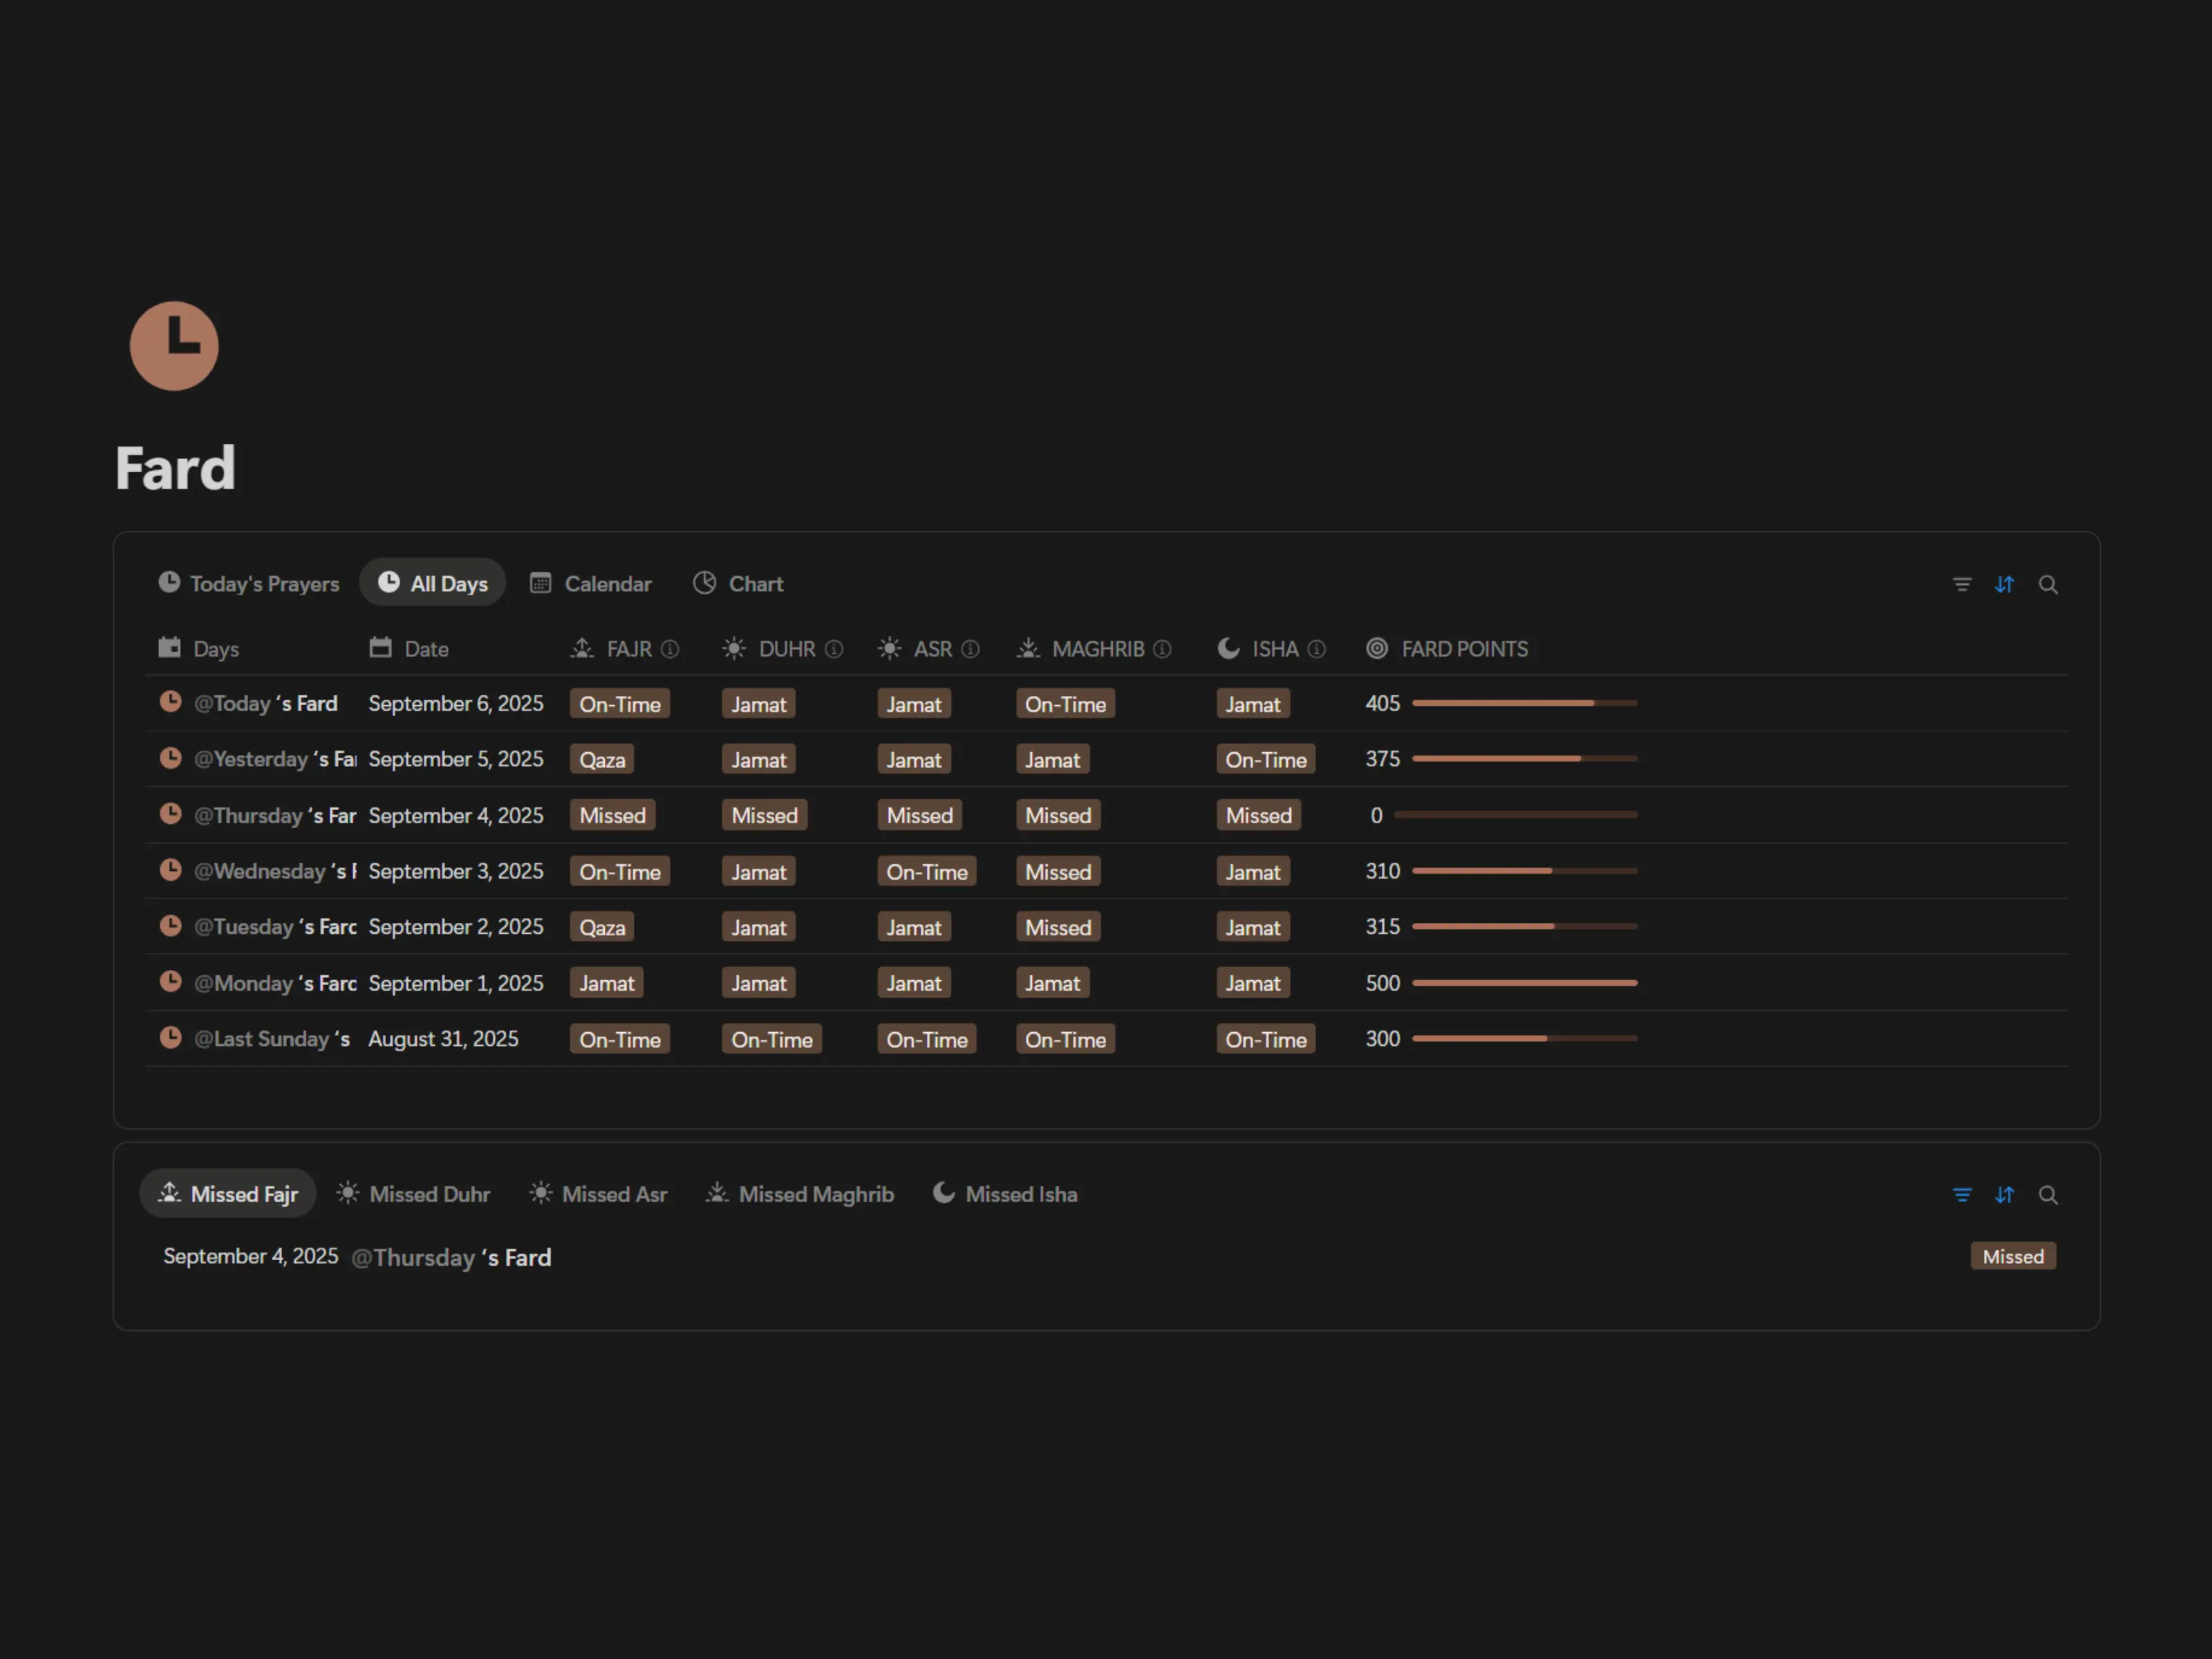 Fard
Today's Prayers All Days Calendar Chart
Days Date FAJR DUHR ASR MAGHRIB ISHA FARD POINTS
@Today ‘s Fard September 6, 2025 On-Time Jamat Jamat On-Time Jamat 405
@Yesterday ‘s Fa September 5, 2025 Qaza Jamat Jamat Jamat On-Time 375
@Thursday ‘s Far September 4, 2025 Missed Missed Missed Missed Missed 0
@Wednesday ‘s F September 3, 2025 On-Time Jamat On-Time Missed Jamat 310
@Tuesday ‘s Fard September 2, 2025 Qaza Jamat Jamat Missed Jamat 315
@Monday ‘s Fard September 1, 2025 Jamat Jamat Jamat Jamat Jamat 500
@Last Sunday ‘s August 31, 2025 On-Time On-Time On-Time On-Time On-Time 300
Missed Fajr Missed Duhr Missed Asr Missed Maghrib Missed Isha
September 4, 2025 @Thursday ‘s Fard Missed